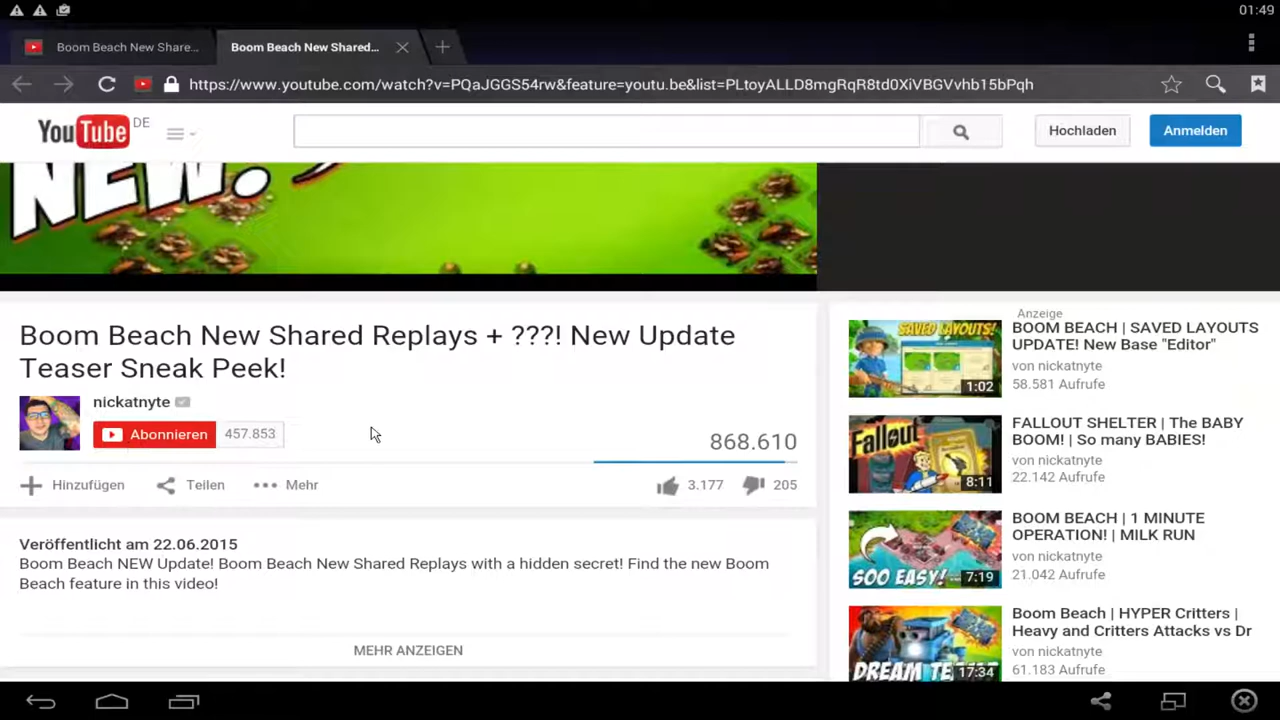 01:49
Boom Beach New Share...
Boom Beach New Shared...
https://www.youtube.com/watch?v=PQaJGGS54rw&feature=youtu.be&list=PLtoyALLD8mgRqR8td0XiVBGVvhb15bPqh
YouTube DE
Hochladen
Anmelden
NEW!
Boom Beach New Shared Replays + ???! New Update
Teaser Sneak Peek!
nickatnyte
Abonnieren 457.853
868.610
Hinzufügen Teilen Mehr
3.177 205
Veröffentlicht am 22.06.2015
Boom Beach NEW Update! Boom Beach New Shared Replays with a hidden secret! Find the new Boom
Beach feature in this video!
MEHR ANZEIGEN
Anzeige
SAVED LAYOUTS!
1:02
BOOM BEACH | SAVED LAYOUTS
UPDATE! New Base "Editor"
von nickatnyte
58.581 Aufrufe
Fallout
8:11
FALLOUT SHELTER | The BABY
BOOM! | So many BABIES!
von nickatnyte
22.142 Aufrufe
SOO EASY!
7:19
BOOM BEACH | 1 MINUTE
OPERATION! | MILK RUN
von nickatnyte
21.042 Aufrufe
DREAM TEAM!
17:34
Boom Beach | HYPER Critters |
Heavy and Critters Attacks vs Dr
von nickatnyte
61.183 Aufrufe